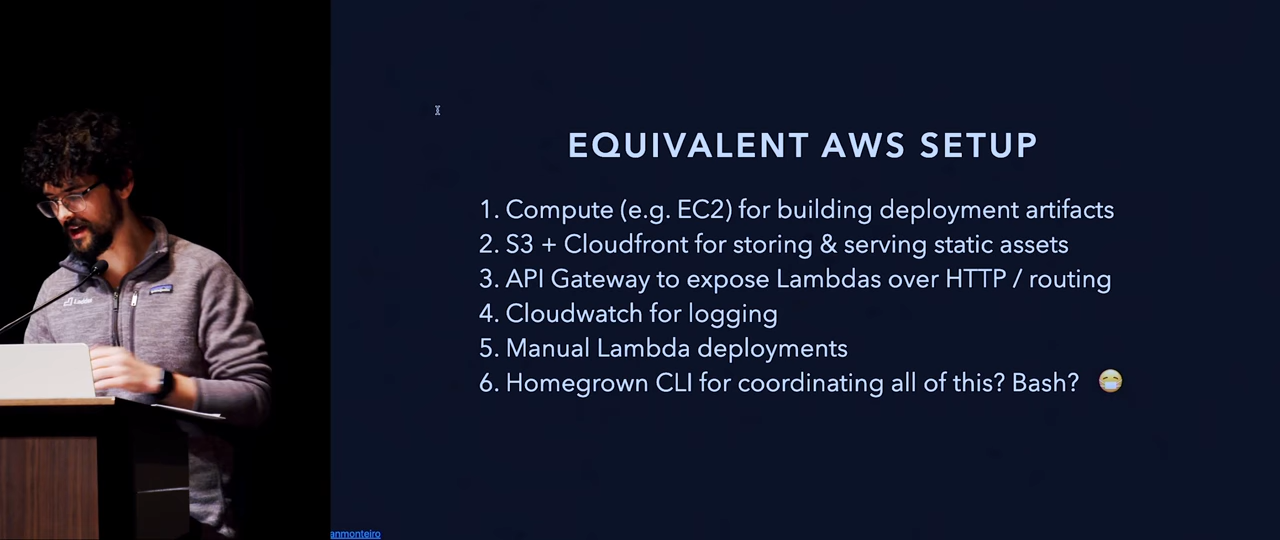 EQUIVALENT AWS SETUP
1. Compute (e.g. EC2) for building deployment artifacts
2. S3 + Cloudfront for storing & serving static assets
3. API Gateway to expose Lambdas over HTTP / routing
4. Cloudwatch for logging
5. Manual Lambda deployments
6. Homegrown CLI for coordinating all of this? Bash? 😷
anmonteiro